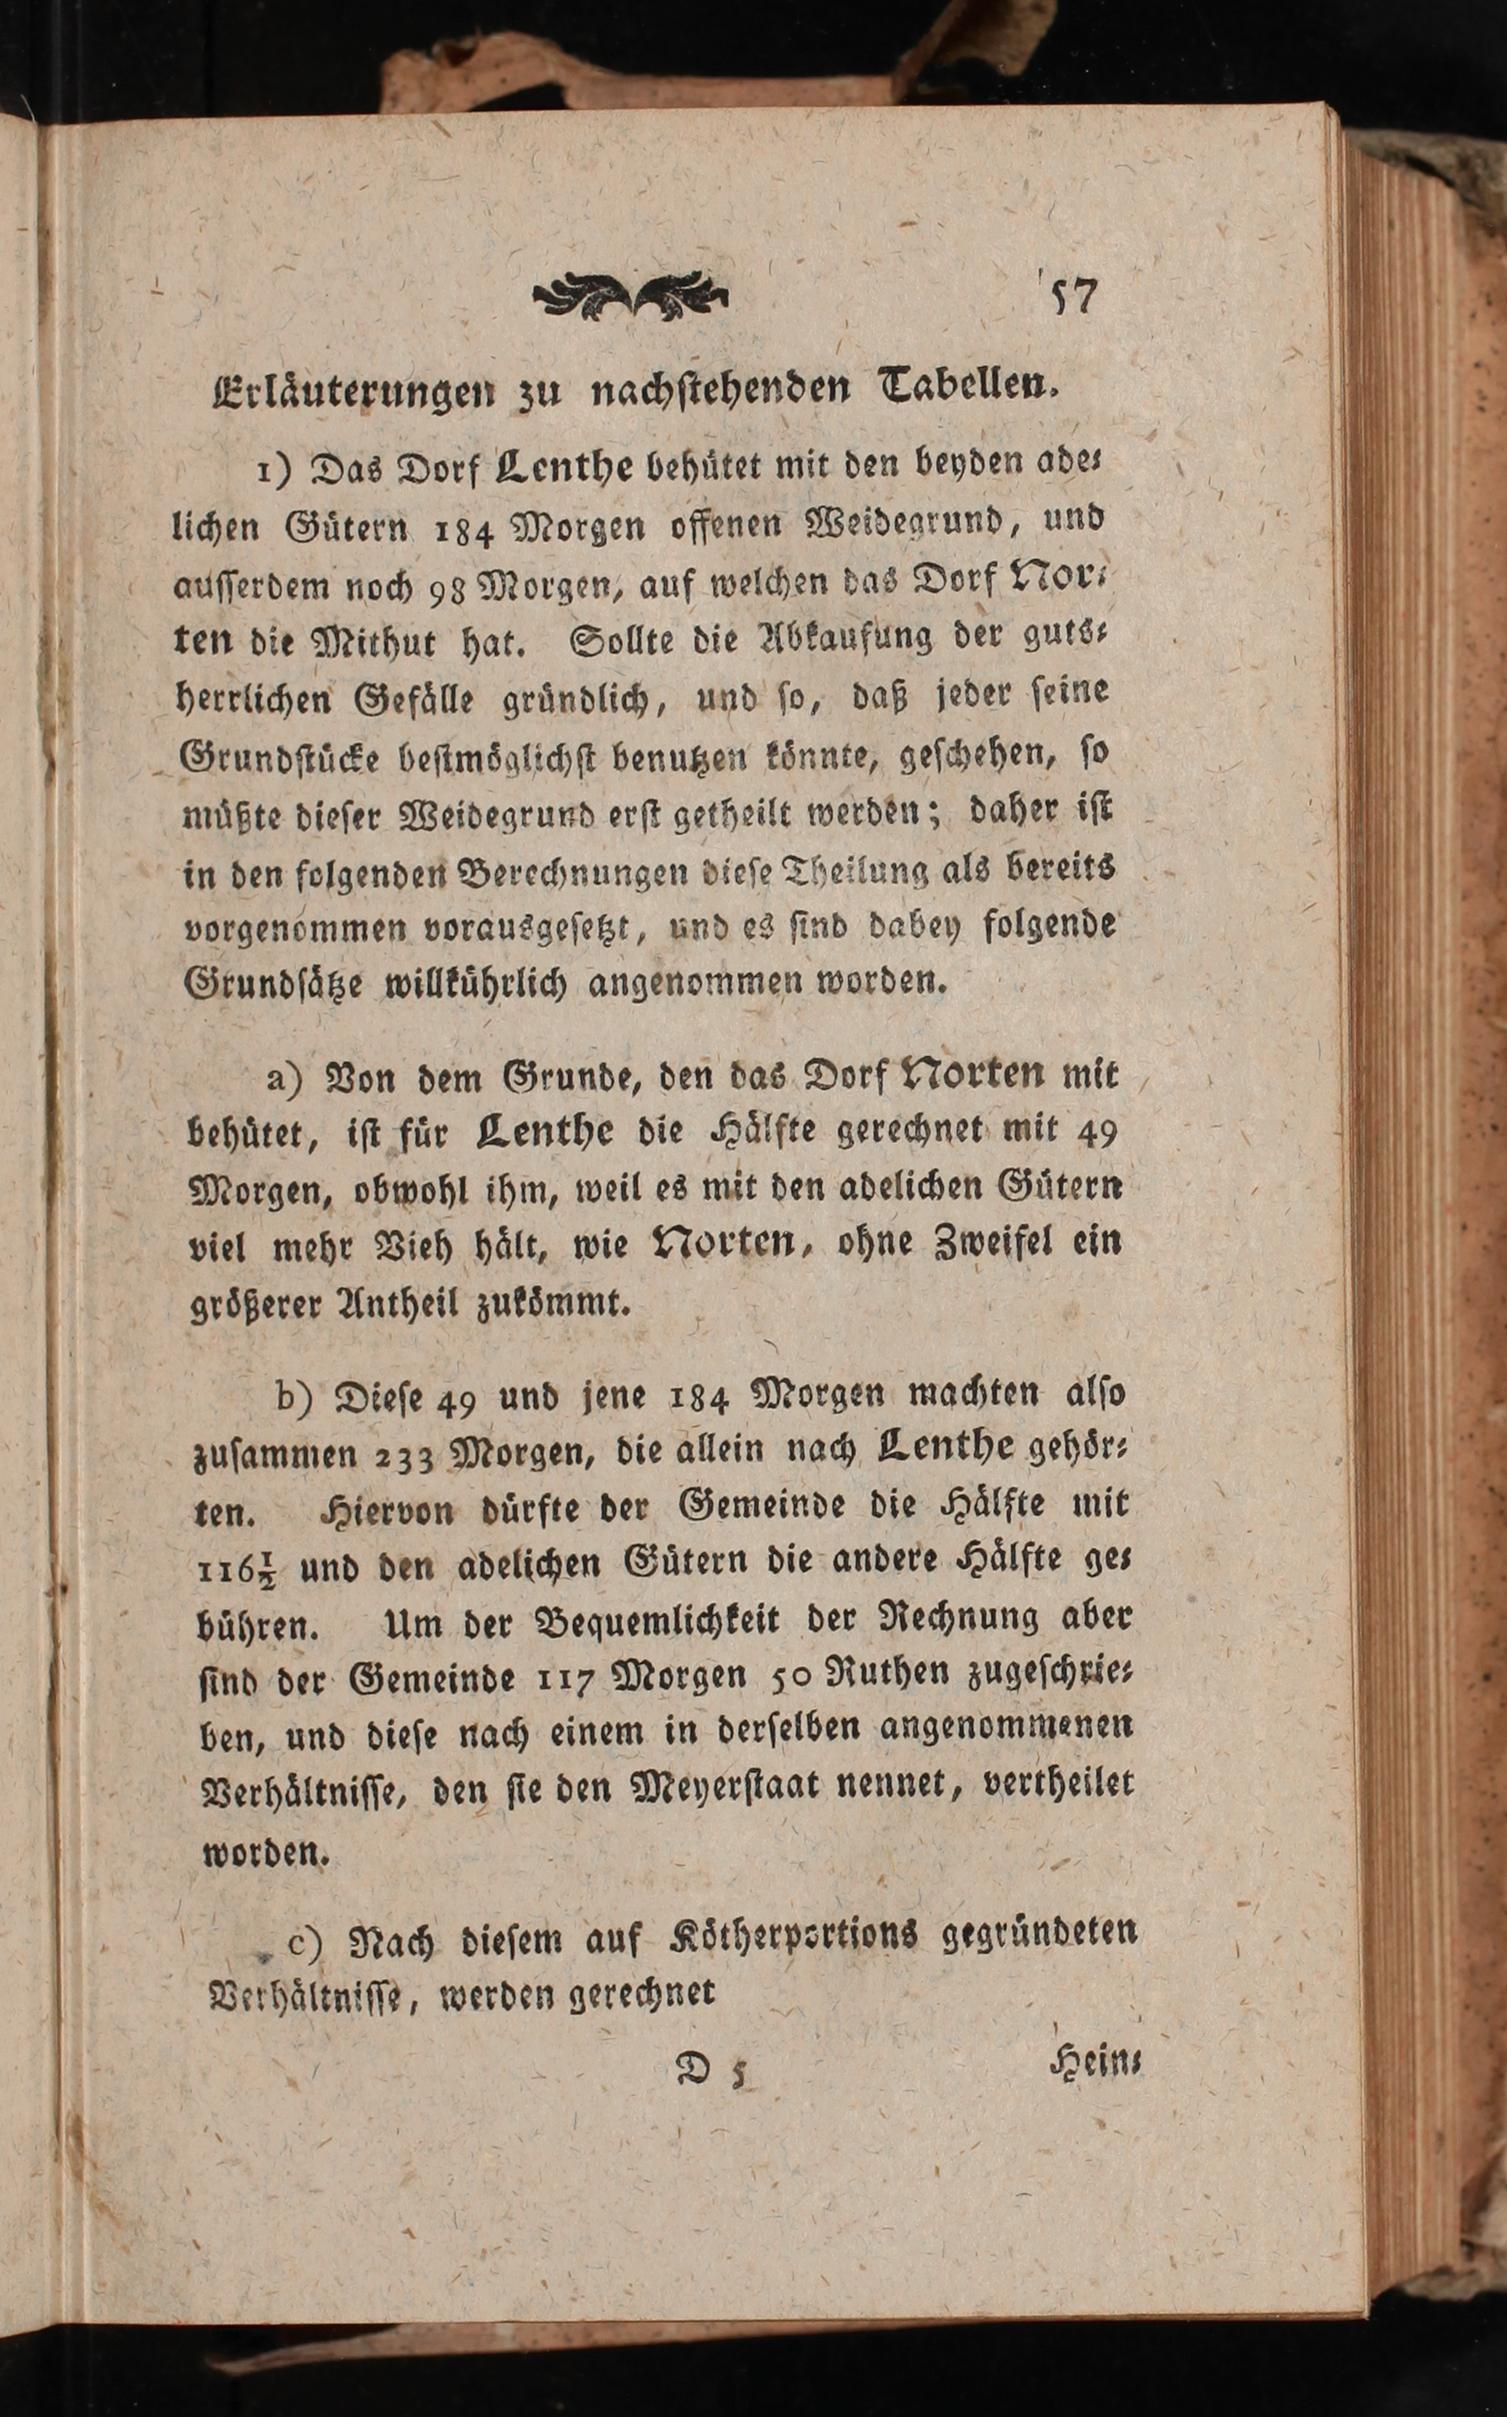 57
Erläuterungen zu nachstehenden Tabellen.
1) Das Dorf Lenthe behütet mit den beyden ade⸗
lichen Gütern 184 Morgen offenen Weidegrund, und
ausserdem noch 98 Morgen, auf welchen das Dorf Nor⸗
ten die Mithut hat. Sollte die Abkaufung der guts⸗
herrlichen Gefälle gründlich, und so, daß jeder seine
Grundstücke bestmöglichst benutzen könnte, geschehen, so
müßte dieser Weidegrund erst getheilt werden; daher ist
in den folgenden Berechnungen diese Theilung als bereits
vorgenommen vorausgesetzt, und es sind dabey folgende
Grundsätze willkührlich angenommen worden.
a) Von dem Grunde, den das Dorf Norten mit
behütet, ist für Lenthe die Hälfte gerechnet mit 49
Morgen, obwohl ihm, weil es mit den adelichen Gütern
viel mehr Vieh hält, wie Norten, ohne Zweifel ein
größerer Antheil zukömmt.
b) Diese 49 und jene 184 Morgen machten also
zusammen 233 Morgen, die allein nach Lenthe gehör⸗
ten. Hiervon dürfte der Gemeinde die Hälfte mit
116½ und den adelichen Gütern die andere Hälfte ge⸗
bühren. Um der Bequemlichkeit der Rechnung aber
sind der Gemeinde 117 Morgen 50 Ruthen zugeschrie⸗
ben, und diese nach einem in derselben angenommenen
Verhältnisse, den sie den Meyerstaat nennet, vertheilet
worden.
c) Nach diesem auf Kötherportions gegründeten
Verhältnisse, werden gerechnet
D 5 Hein⸗